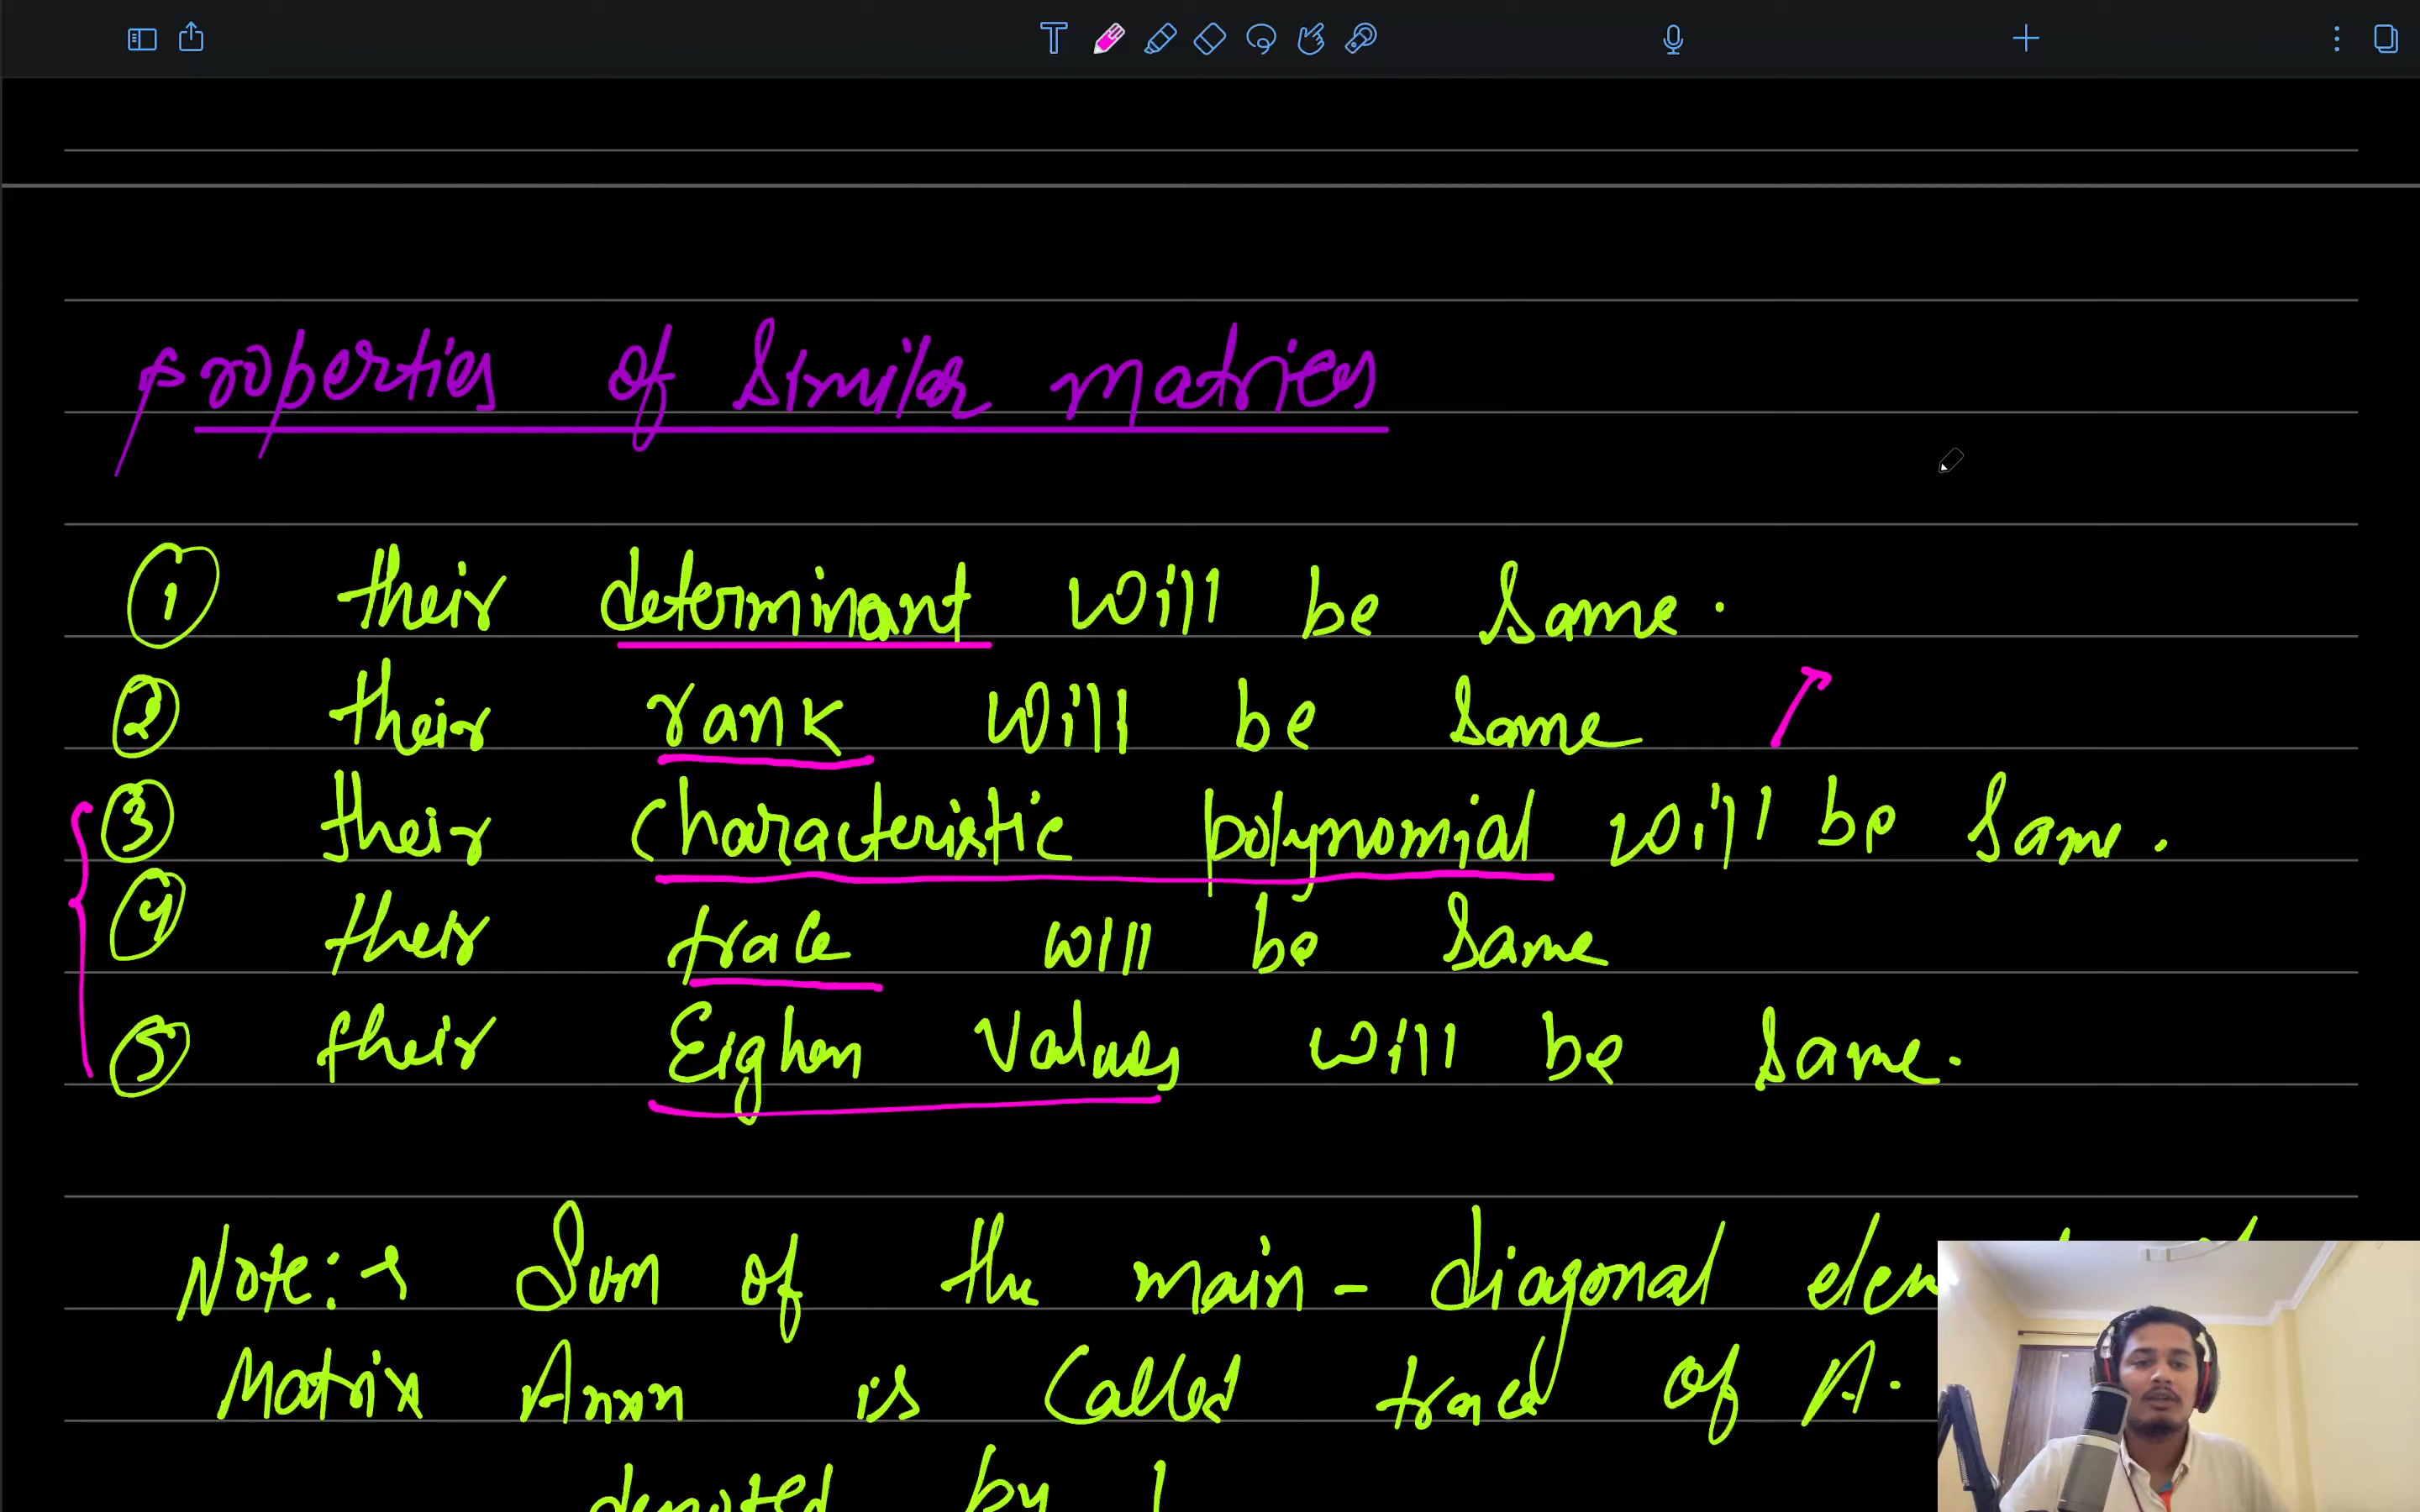 properties of Similar matrices
1 their determinant will be Same.
2 their rank will be Same
3 their characteristic polynomial will be Same.
4 their trace will be Same
5 their Eighen Values will be Same.
Note:→ Sum of the main-diagonal
Matrix Anxn is Called trace of A.
denoted by